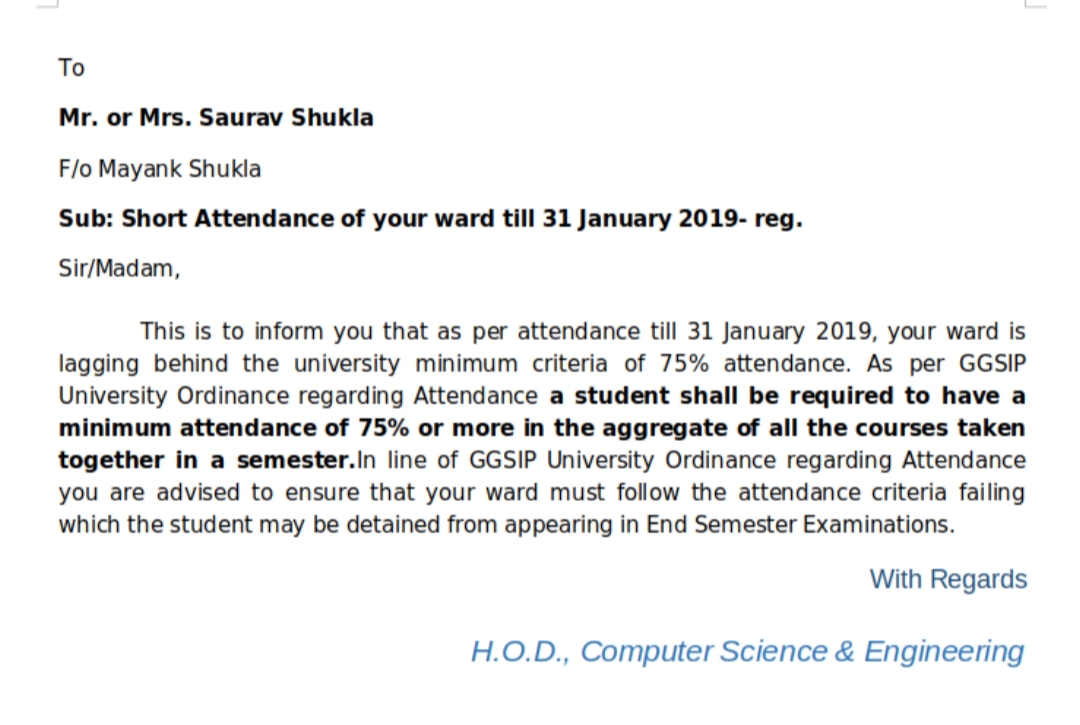 To
Mr. or Mrs. Saurav Shukla
F/o Mayank Shukla
Sub: Short Attendance of your ward till 31 January 2019- reg.
Sir/Madam,
This is to inform you that as per attendance till 31 January 2019, your ward is
lagging behind the university minimum criteria of 75% attendance. As per GGSIP
University Ordinance regarding Attendance a student shall be required to have a
minimum attendance of 75% or more in the aggregate of all the courses taken
together in a semester.In line of GGSIP University Ordinance regarding Attendance
you are advised to ensure that your ward must follow the attendance criteria failing
which the student may be detained from appearing in End Semester Examinations.
With Regards
H.O.D., Computer Science & Engineering